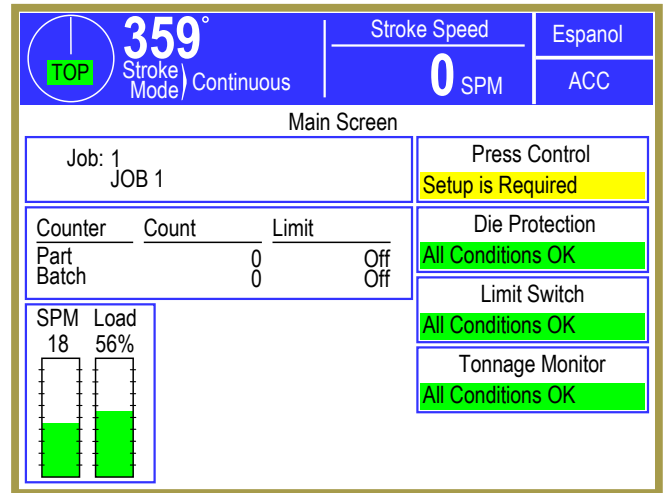 359°
TOP
Stroke Mode) Continuous
Stroke Speed
0 SPM
Espanol
ACC
Main Screen
Job: 1
JOB 1
Press Control
Setup is Required
Counter Count Limit
Part 0 Off
Batch 0 Off
Die Protection
All Conditions OK
Limit Switch
All Conditions OK
Tonnage Monitor
All Conditions OK
SPM Load
18 56%